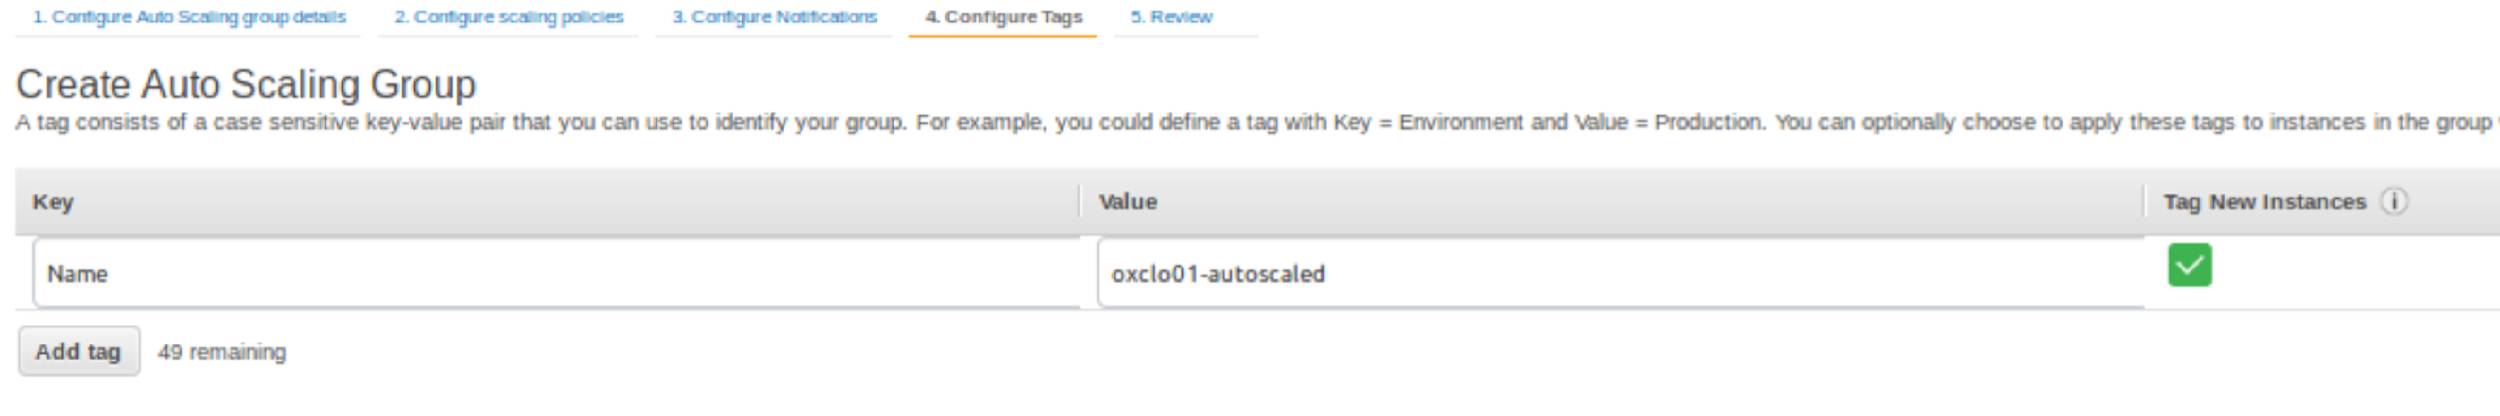 1. Configure Auto Scaling group details 2. Configure scaling policies 3. Configure Notifications 4. Configure Tags 5. Review
Create Auto Scaling Group
A tag consists of a case sensitive key-value pair that you can use to identify your group. For example, you could define a tag with Key = Environment and Value = Production. You can optionally choose to apply these tags to instances in the group
Key Value Tag New Instances
Name oxclo01-autoscaled
Add tag 49 remaining